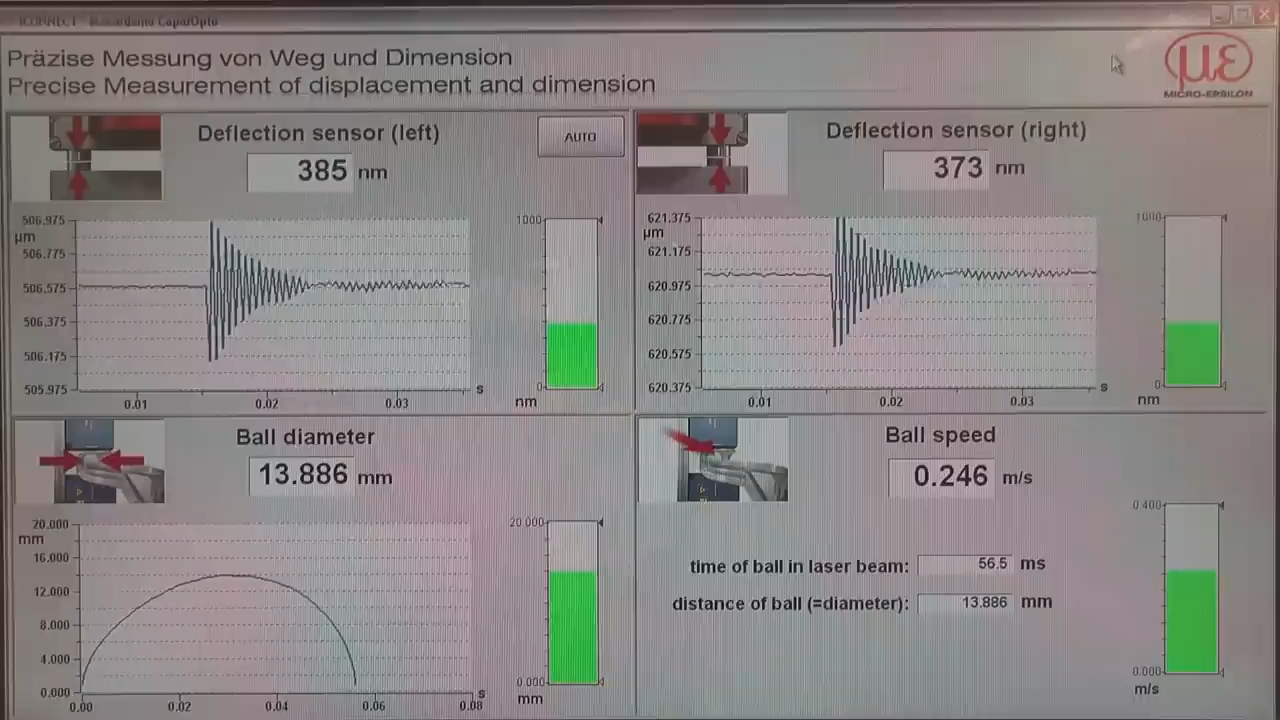 Präzise Messung von Weg und Dimension
Precise Measurement of displacement and dimension
με
MICRO-EPSILON
Deflection sensor (left)
385 nm
AUTO
506.975
µm
506.775
506.575
506.375
506.175
505.975
0.01 0.02 0.03 s
1000
0
nm
Deflection sensor (right)
373 nm
621.375
µm
621.175
620.975
620.775
620.575
620.375
0.01 0.02 0.03 s
1000
0
nm
Ball diameter
13.886 mm
20.000
mm
16.000
12.000
8.000
4.000
0.000
0.00 0.02 0.04 0.06 0.08 s
20.000
0.000
mm
Ball speed
0.246 m/s
time of ball in laser beam: 56.5 ms
distance of ball (=diameter): 13.886 mm
0.400
0.000
m/s